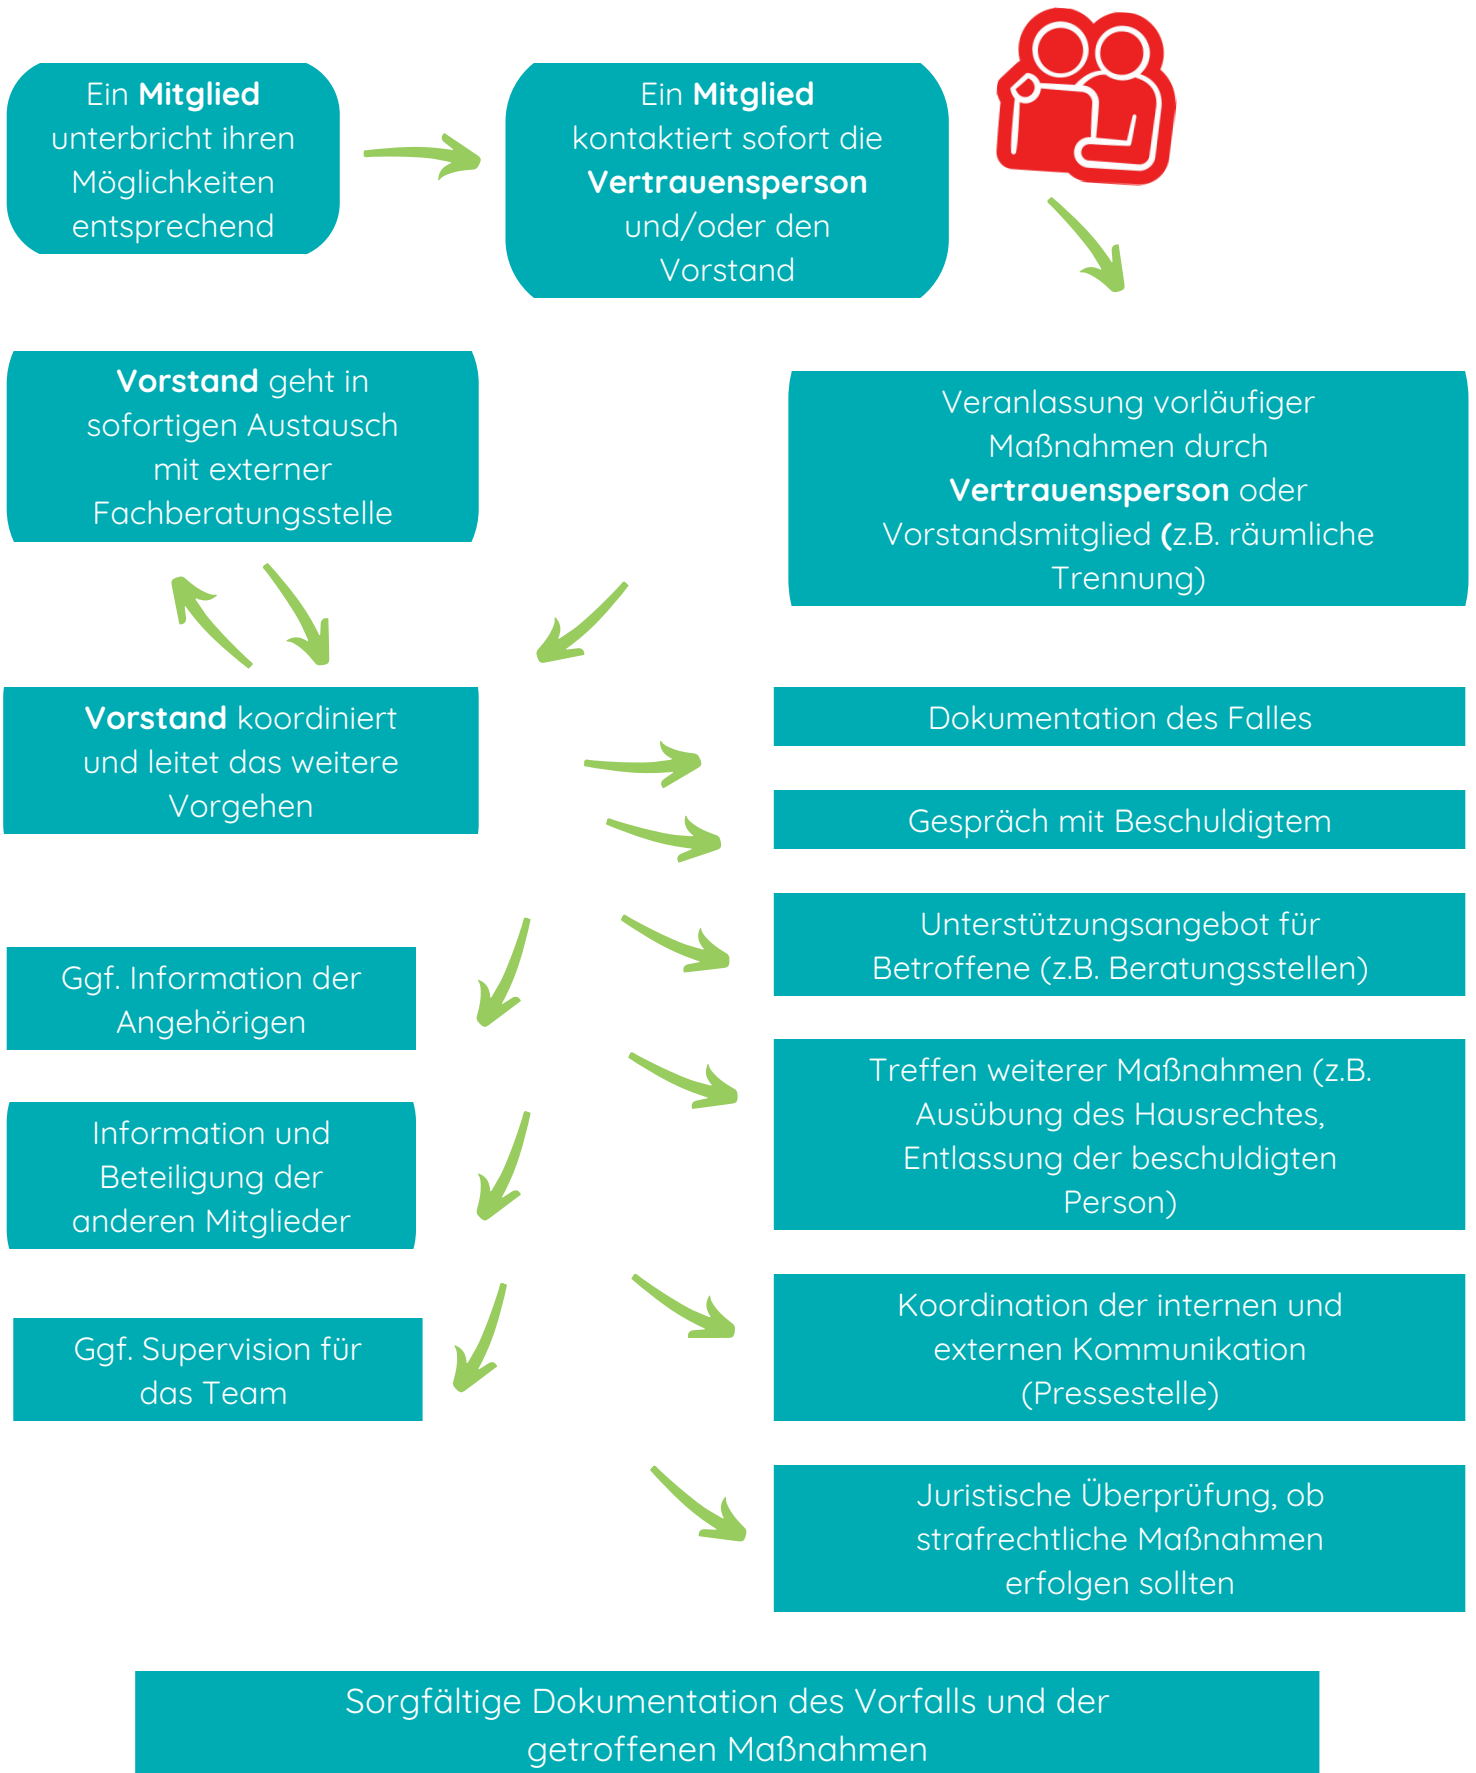 Ein Mitglied
unterbricht ihren
Möglichkeiten
entsprechend
Ein Mitglied
kontaktiert sofort die
Vertrauensperson
und/oder den
Vorstand
Vorstand geht in
sofortigen Austausch
mit externer
Fachberatungsstelle
Veranlassung vorläufiger
Maßnahmen durch
Vertrauensperson oder
Vorstandsmitglied (z.B. räumliche
Trennung)
Vorstand koordiniert
und leitet das weitere
Vorgehen
Dokumentation des Falles
Gespräch mit Beschuldigtem
Unterstützungsangebot für
Betroffene (z.B. Beratungsstellen)
Ggf. Information der
Angehörigen
Treffen weiterer Maßnahmen (z.B.
Ausübung des Hausrechtes,
Entlassung der beschuldigten
Person)
Information und
Beteiligung der
anderen Mitglieder
Koordination der internen und
externen Kommunikation
(Pressestelle)
Ggf. Supervision für
das Team
Juristische Überprüfung, ob
strafrechtliche Maßnahmen
erfolgen sollten
Sorgfältige Dokumentation des Vorfalls und der
getroffenen Maßnahmen